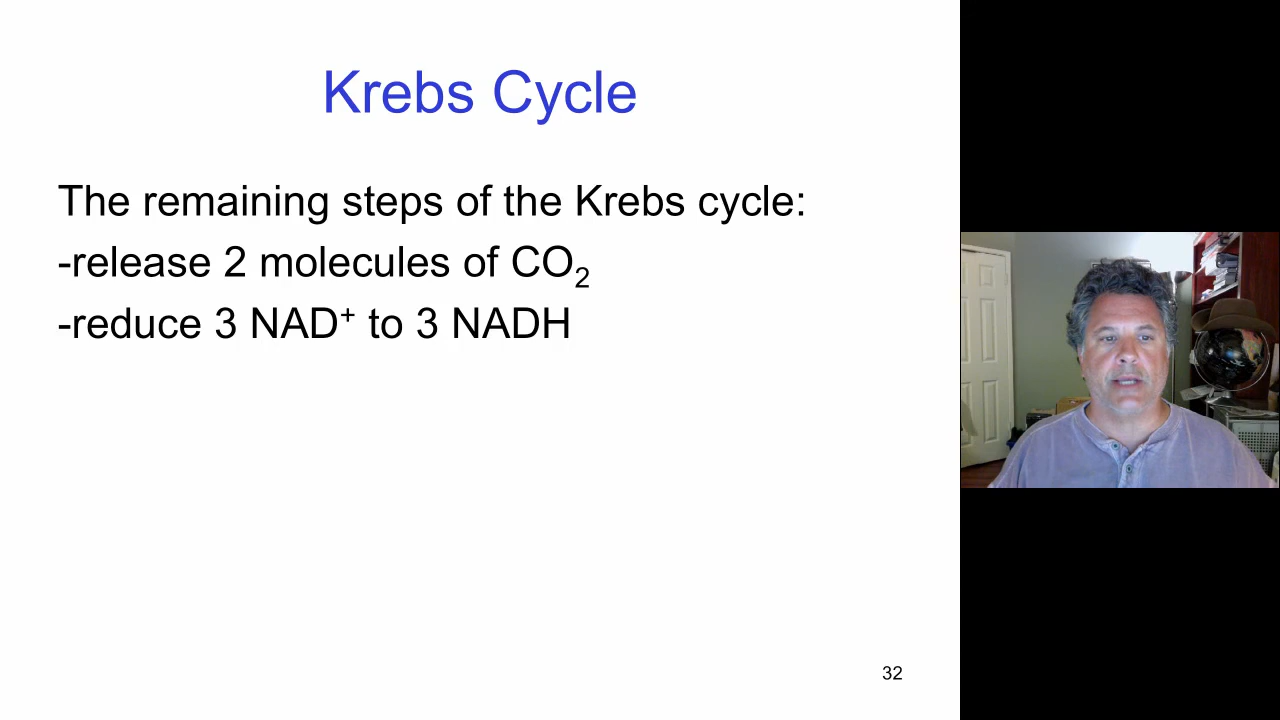 Krebs Cycle
The remaining steps of the Krebs cycle:
-release 2 molecules of CO₂
-reduce 3 NAD⁺ to 3 NADH
32